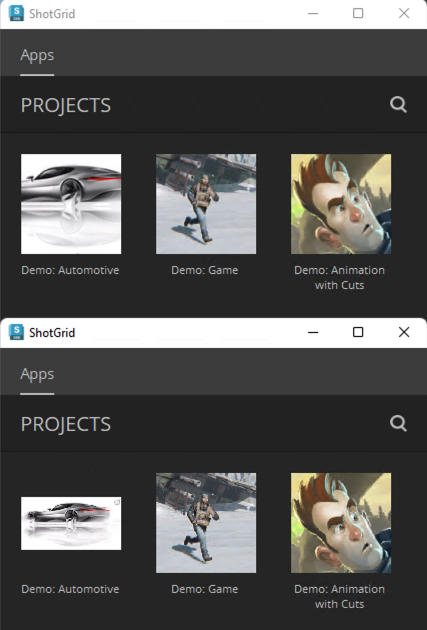 S
ShotGrid
Apps
PROJECTS
Demo: Automotive
Demo: Game
Demo: Animation
with Cuts
S
ShotGrid
Apps
PROJECTS
Demo: Automotive
Demo: Game
Demo: Animation
with Cuts